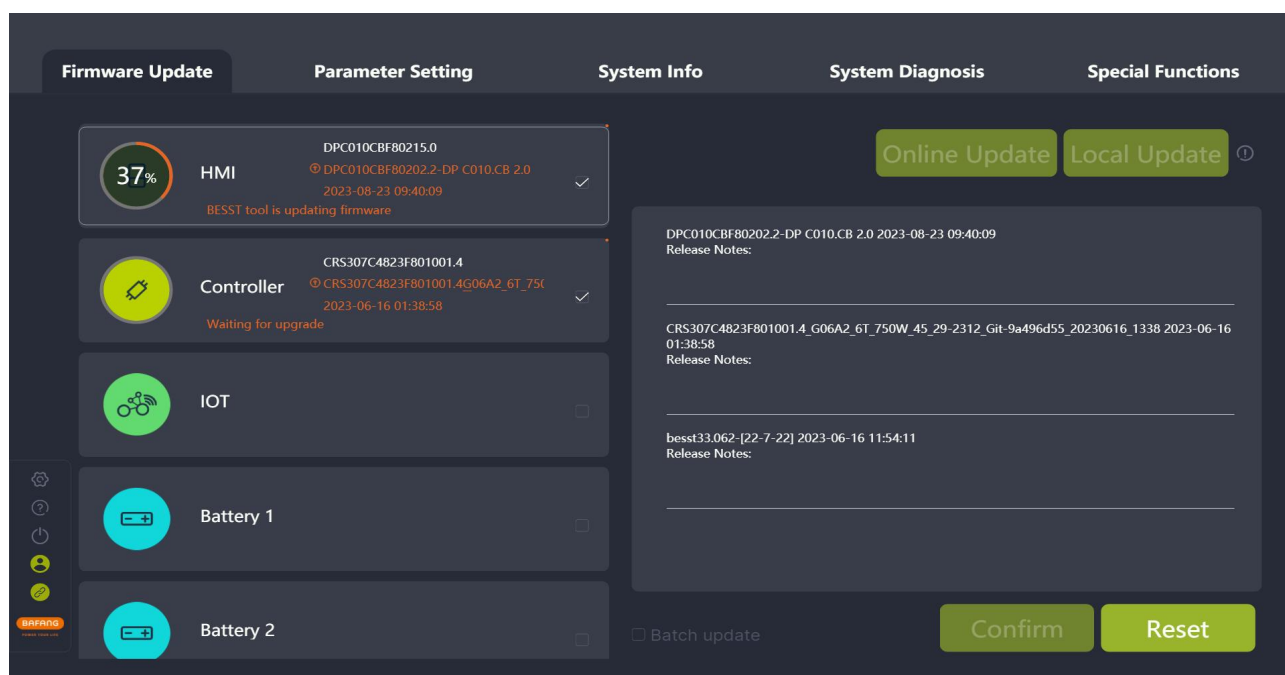 Firmware Update
Parameter Setting
System Info
System Diagnosis
Special Functions
37%
HMI
DPC010CBF80215.0
DPC010CBF80202.2-DP C010.CB 2.0
2023-08-23 09:40:09
BESST tool is updating firmware
Controller
CRS307C4823F801001.4
CRS307C4823F801001.4G06A2_6T_750
2023-06-16 01:38:58
Waiting for upgrade
IOT
Battery 1
Battery 2
BAFANG
Online Update
Local Update
DPC010CBF80202.2-DP C010.CB 2.0 2023-08-23 09:40:09
Release Notes:
CRS307C4823F801001.4_G06A2_6T_750W_45_29-2312_Git-9a496d55_20230616_1338 2023-06-16
01:38:58
Release Notes:
besst33.062-[22-7-22] 2023-06-16 11:54:11
Release Notes:
Batch update
Confirm
Reset